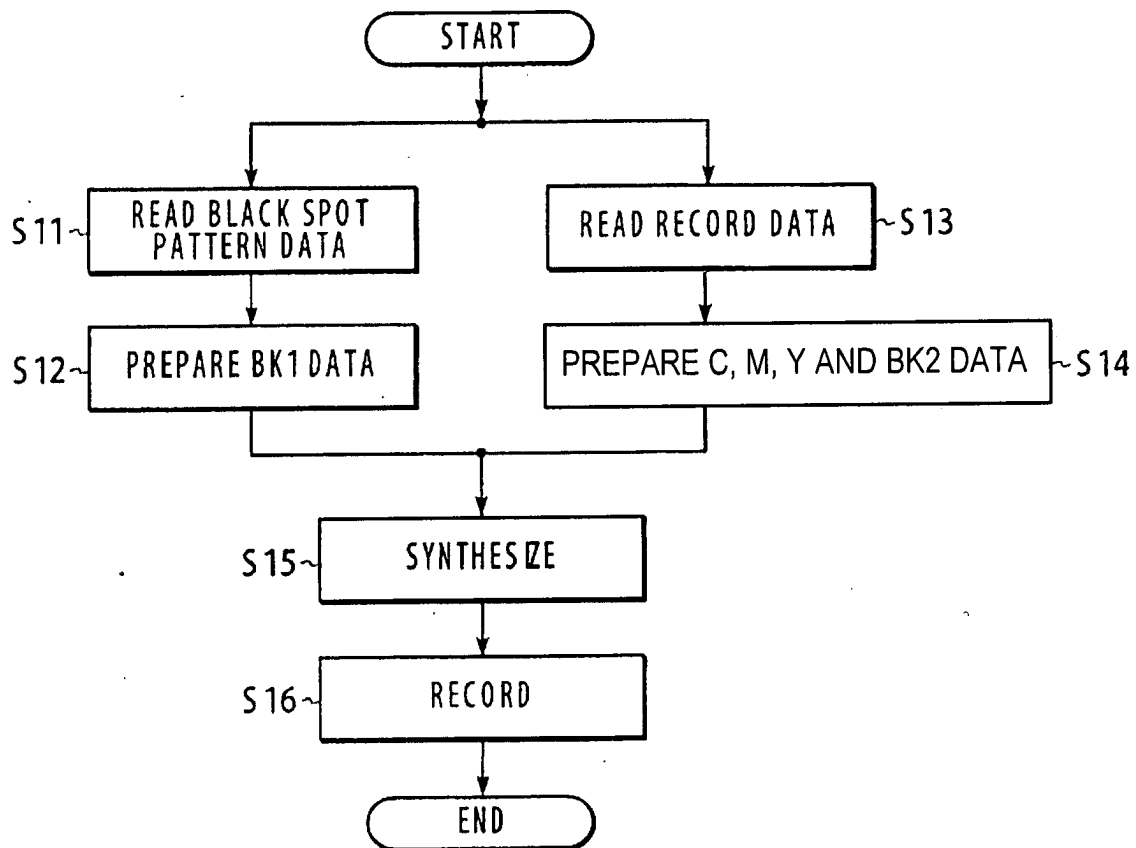 START
S11
READ BLACK SPOT
PATTERN DATA
READ RECORD DATA
S13
S12
PREPARE BK1 DATA
PREPARE C, M, Y AND BK2 DATA
S14
S15
SYNTHESIZE
S16
RECORD
END